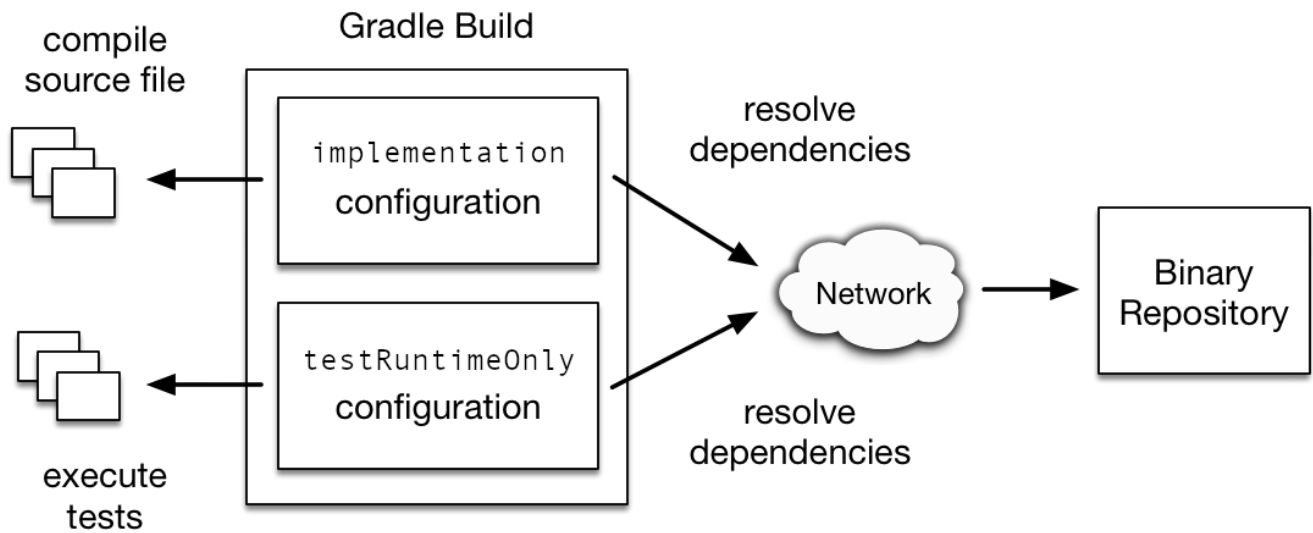 Gradle Build
compile
source file
implementation
configuration
resolve
dependencies
Network
Binary
Repository
testRuntimeOnly
configuration
resolve
dependencies
execute
tests